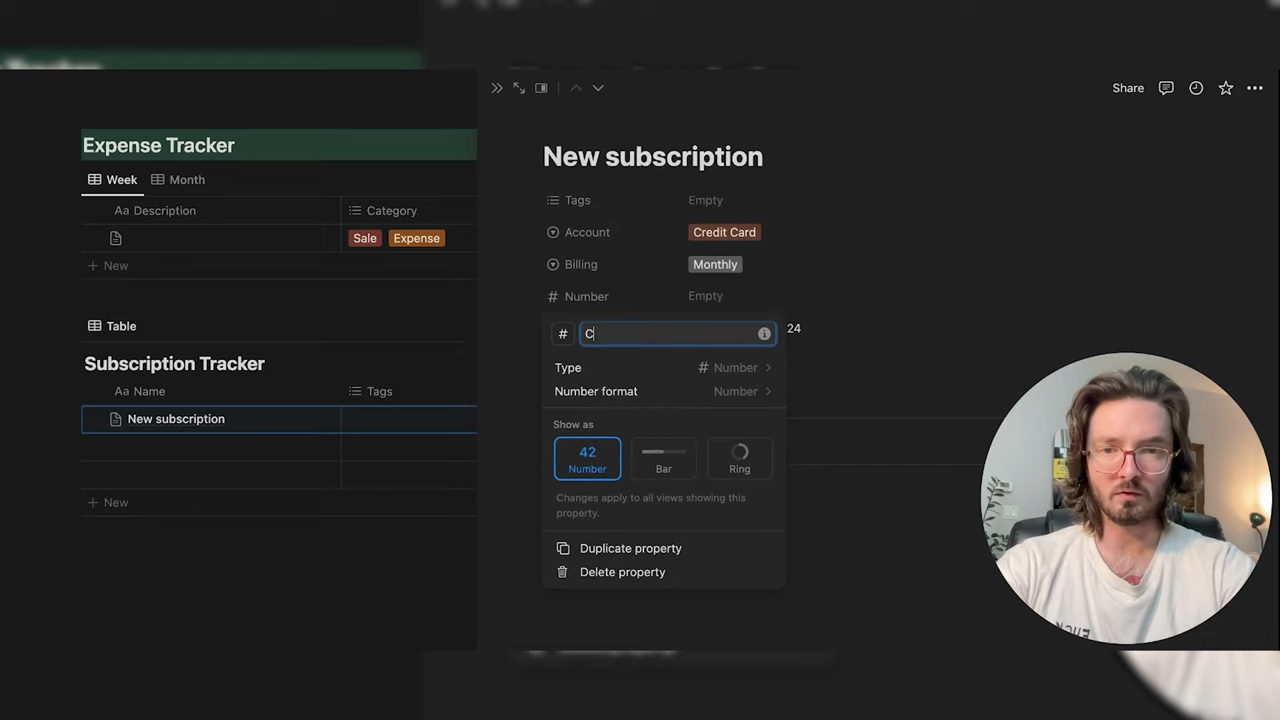 Share
Expense Tracker
New subscription
Week
Month
Tags
Empty
Aa Description
Category
Account
Credit Card
Sale
Expense
Billing
Monthly
+ New
# Number
Empty
Table
# C
24
Subscription Tracker
Type
# Number
Aa Name
Tags
Number format
Number
New subscription
Show as
42
Number
Bar
Ring
+ New
Changes apply to all views showing this
property.
Duplicate property
Delete property